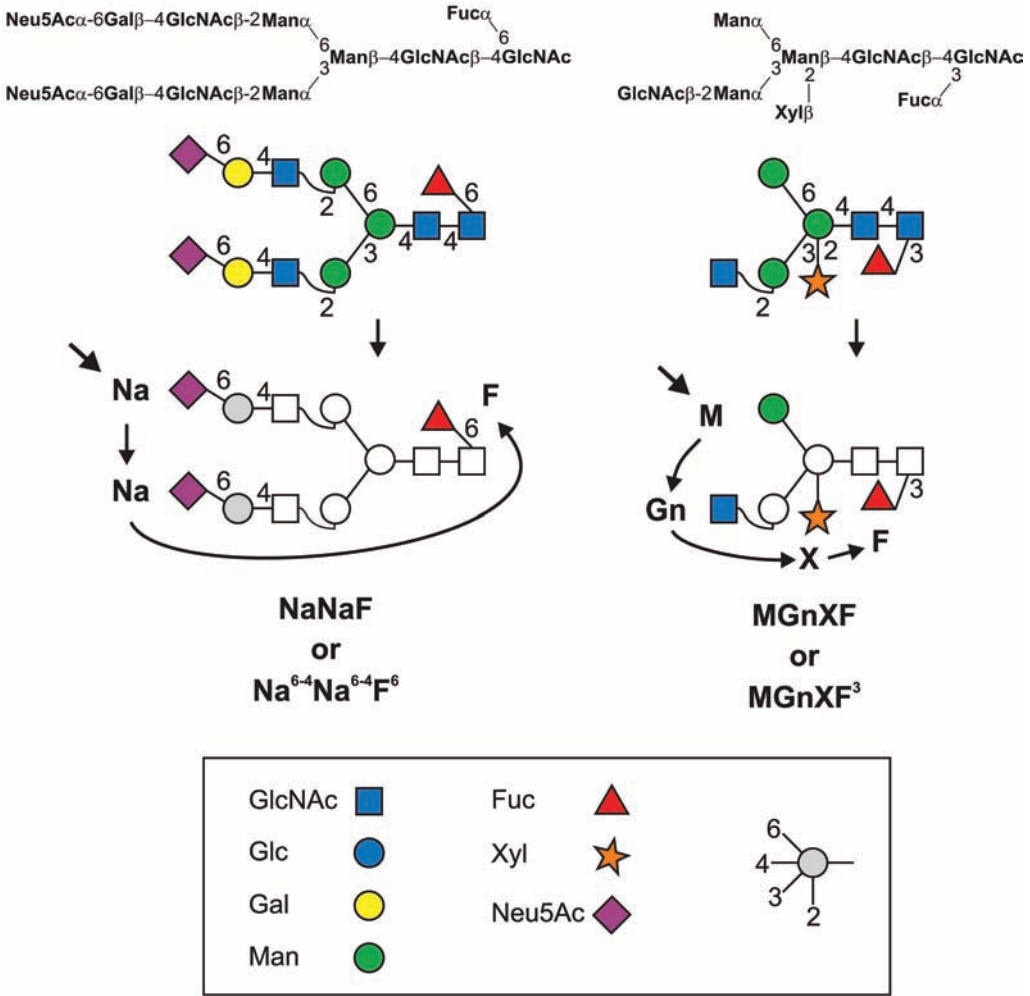 Neu5Acα-6Galβ–4GlcNAcβ-2Manα
6
Fucα
6
Manβ–4GlcNAcβ–4GlcNAc
3
Neu5Acα-6Galβ–4GlcNAcβ-2Manα
Manα
6
Manβ–4GlcNAcβ–4GlcNAc
3
2
3
GlcNAcβ-2Manα
Xylβ
Fucα
6 4 2 6 6
3 4 4
6 4 2
6 4 4
3 2 3
2
Na 6 4 F
6
Na 6 4
NaNaF
or
Na⁶⁻⁴Na⁶⁻⁴F⁶
M
Gn
3
X F
MGnXF
or
MGnXF³
GlcNAc
Glc
Gal
Man
Fuc
Xyl
Neu5Ac
6
4
3
2